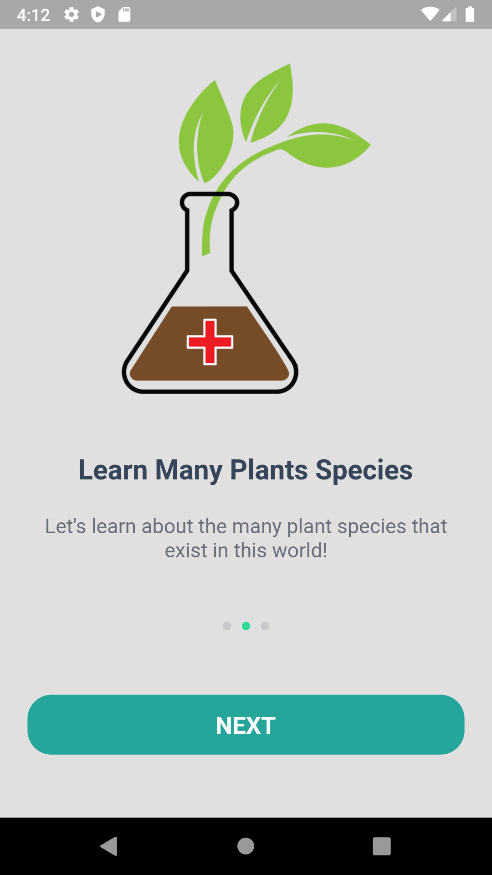 4:12
Learn Many Plants Species
Let's learn about the many plant species that
exist in this world!
NEXT